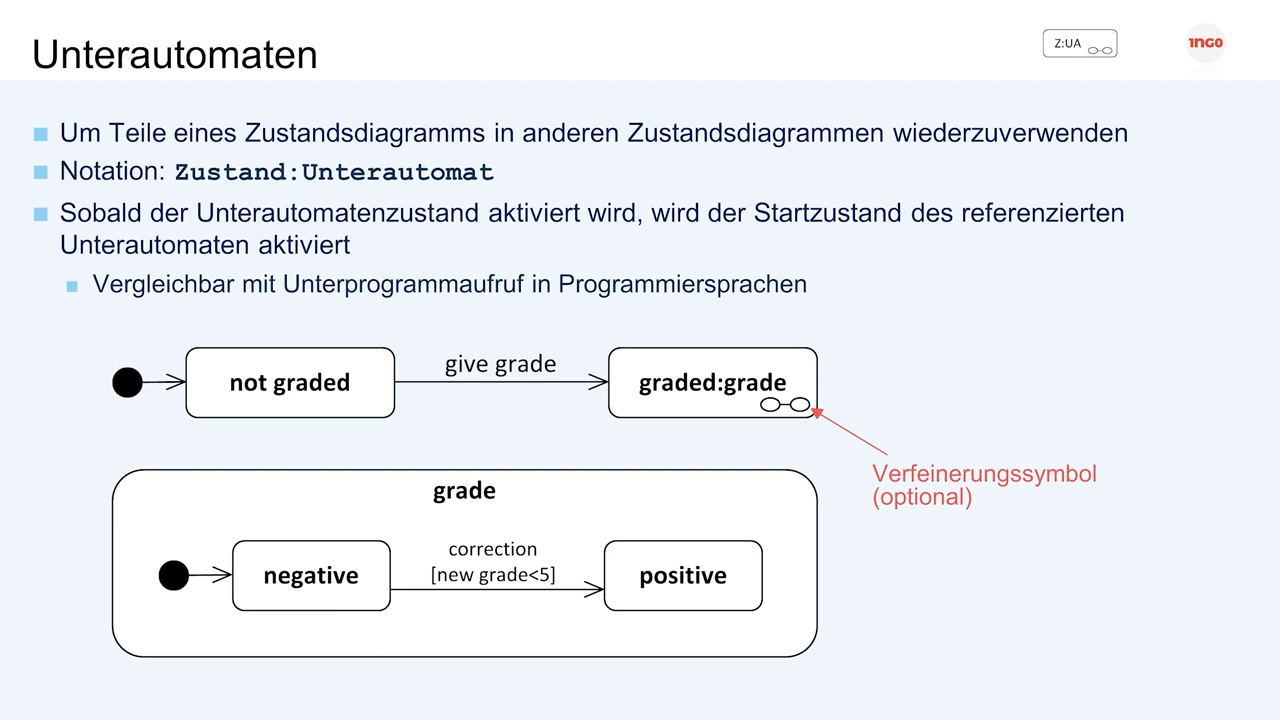 Unterautomaten
Z:UA
1NG0
Um Teile eines Zustandsdiagramms in anderen Zustandsdiagrammen wiederzuverwenden
Notation: Zustand:Unterautomat
Sobald der Unterautomatenzustand aktiviert wird, wird der Startzustand des referenzierten
Unterautomaten aktiviert
Vergleichbar mit Unterprogrammaufruf in Programmiersprachen
not graded
give grade
graded:grade
Verfeinerungssymbol
(optional)
grade
negative
correction
[new grade<5]
positive